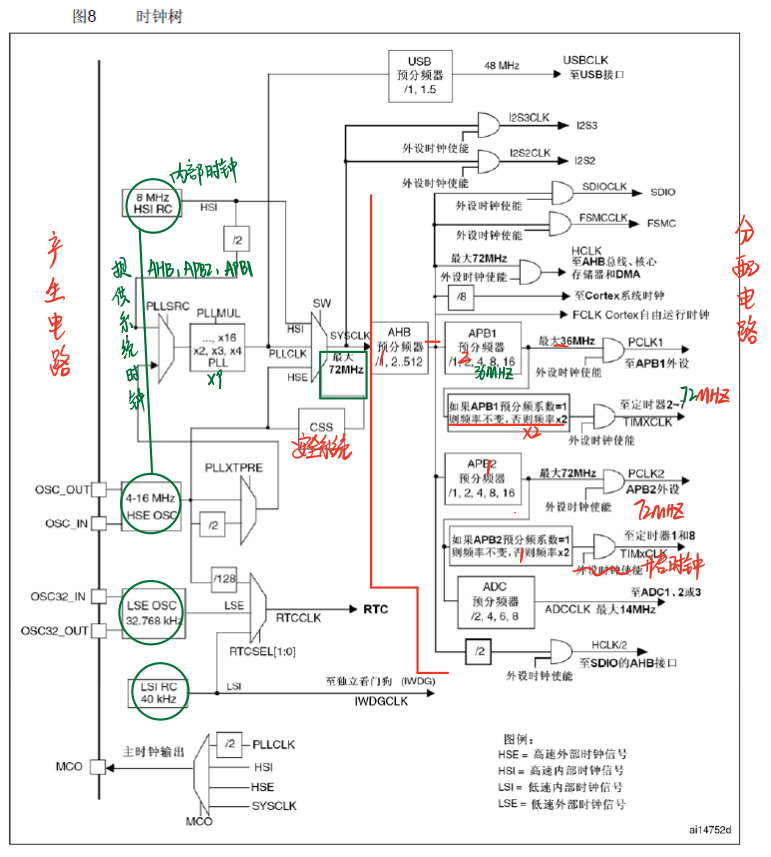 图8 时钟树
USB
预分频器
/1, 1.5
48 MHz
USBCLK
至USB接口
I2S3CLK
I2S3
外设时钟使能
I2S2CLK
I2S2
外设时钟使能
内部时钟
8 MHz
HSI RC
HSI
/2
SDIOCLK
SDIO
外设时钟使能
FSMCCLK
FSMC
外设时钟使能
产生电路
分配电路
提供系统时钟
AHB, APB2, APB1
最大72MHz
外设时钟使能
HCLK
至AHB总线、核心
存储器和DMA
/8
至Cortex系统时钟
FCLK Cortex自由运行时钟
PLLSRC
PLLMUL
..., x16
x2, x3, x4
PLL
x9
SW
HSI
PLLCLK
HSE
SYSCLK
最大
72MHz
AHB
预分频器
/1, 2..512
1
APB1
预分频器
/1, 2, 4, 8, 16
2
36MHz
最大36MHz
PCLK1
至APB1外设
外设时钟使能
如果APB1预分频系数=1
则频率不变,否则频率x2
x2
至定时器2~7
72MHz
TIMXCLK
外设时钟使能
CSS
安全系统
PLLXTPRE
OSC_OUT
OSC_IN
4-16 MHz
HSE OSC
/2
APB2
预分频器
/1, 2, 4, 8, 16
1
最大72MHz
PCLK2
APB2外设
外设时钟使能
72MHz
如果APB2预分频系数=1
则频率不变,否则频率x2
1
至定时器1和8
TIMxCLK
外设时钟使能
开启时钟
/128
OSC32_IN
OSC32_OUT
LSE OSC
32.768 kHz
LSE
RTCCLK
RTC
RTCSEL[1:0]
ADC
预分频器
/2, 4, 6, 8
至ADC1、2或3
ADCCLK 最大14MHz
/2
HCLK/2
至SDIO的AHB接口
外设时钟使能
LSI RC
40 kHz
LSI
至独立看门狗 (IWDG)
IWDGCLK
MCO
主时钟输出
/2
PLLCLK
HSI
HSE
SYSCLK
MCO
图例:
HSE = 高速外部时钟信号
HSI = 高速内部时钟信号
LSI = 低速内部时钟信号
LSE = 低速外部时钟信号
ai14752d